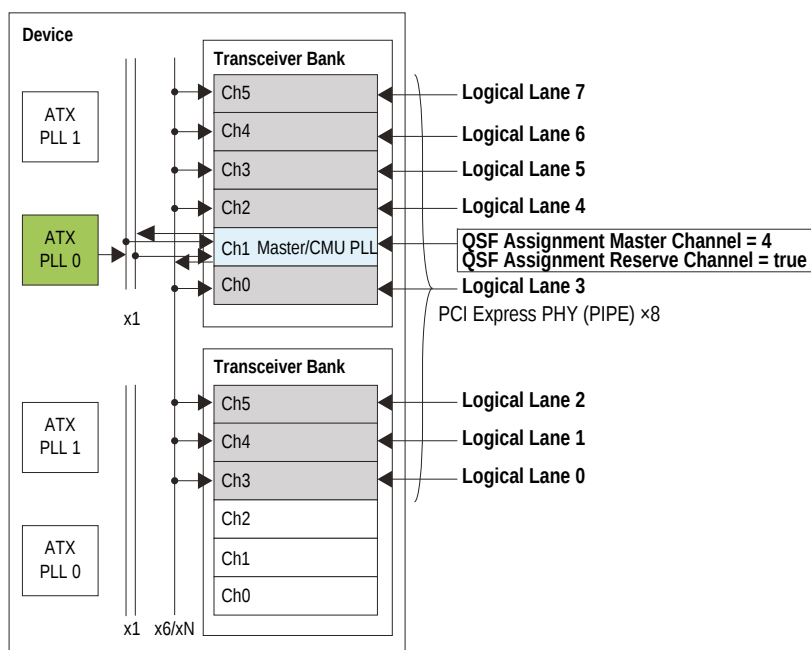 Device
Transceiver Bank
ATX
PLL 1
Ch5
Logical Lane 7
Ch4
Logical Lane 6
Ch3
Logical Lane 5
Ch2
Logical Lane 4
ATX
PLL 0
Ch1 Master/CMU PLL
QSF Assignment Master Channel = 4
QSF Assignment Reserve Channel = true
Ch0
Logical Lane 3
PCI Express PHY (PIPE) ×8
x1
Transceiver Bank
ATX
PLL 1
Ch5
Logical Lane 2
Ch4
Logical Lane 1
Ch3
Logical Lane 0
Ch2
ATX
PLL 0
Ch1
Ch0
x1
x6/xN